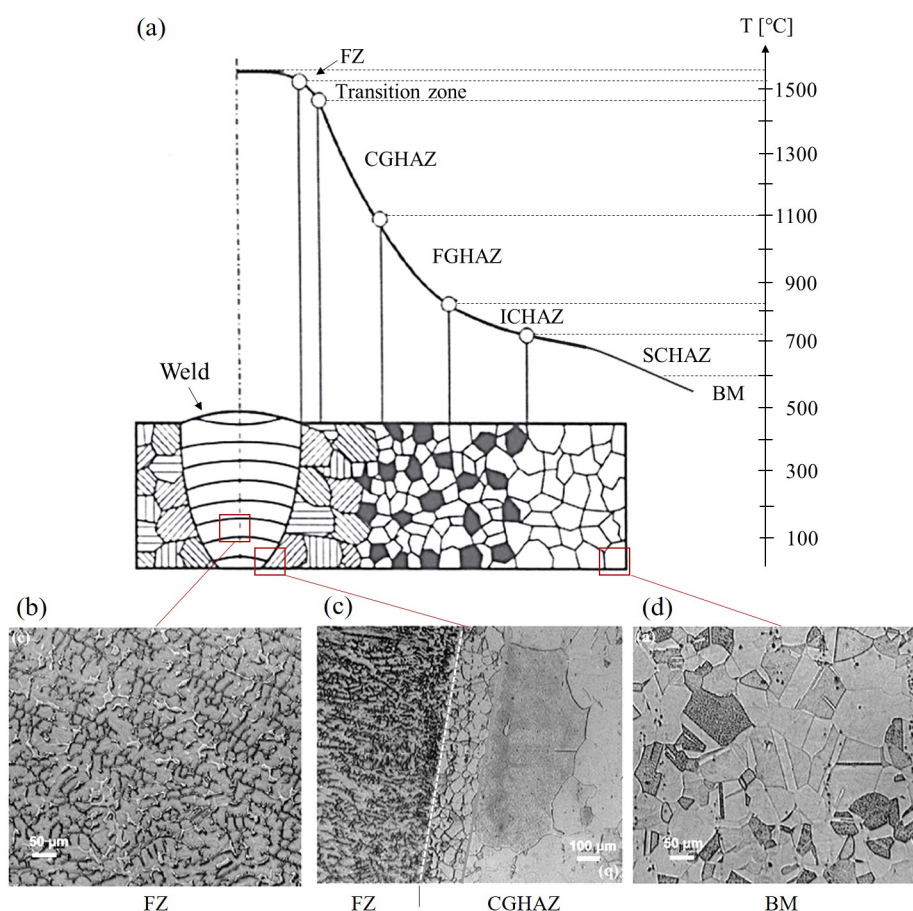 (a)
T [°C]
FZ
Transition zone
1500
CGHAZ
1300
1100
FGHAZ
900
ICHAZ
700
SCHAZ
BM
Weld
500
300
100
(b)
(c)
(d)
(c)
(a)
50 µm
100 µm
(q)
50 µm
FZ
FZ
CGHAZ
BM